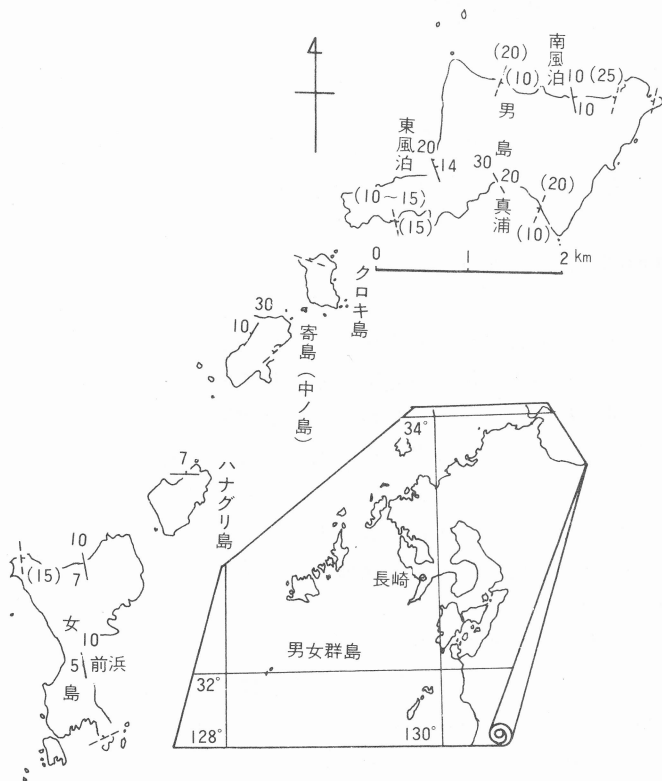 4
(20)
(10)
南風泊
10 (25)
10
男島
東風泊
20
14
30
20
真浦
(20)
(10)
(10～15)
(15)
0 1 2 km
クロキ島
30
10
寄島(中ノ島)
7
ハナグリ島
10
(15)
7
女島
10
5
前浜
34°
長崎
男女群島
32°
128°
130°